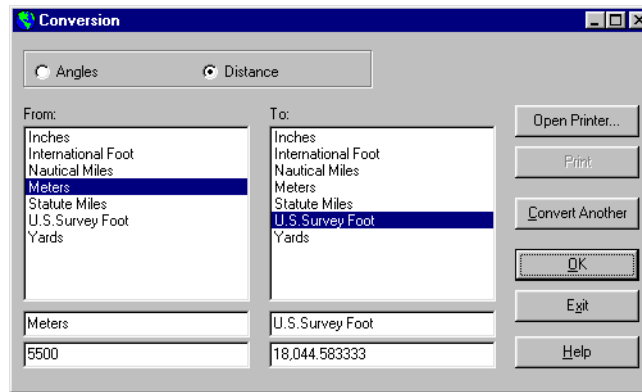 Conversion
Angles
Distance
From:
To:
Inches
International Foot
Nautical Miles
Meters
Statute Miles
U.S.Survey Foot
Yards
Inches
International Foot
Nautical Miles
Meters
Statute Miles
U.S.Survey Foot
Yards
Meters
U.S.Survey Foot
5500
18,044.583333
Open Printer...
Print
Convert Another
OK
Exit
Help